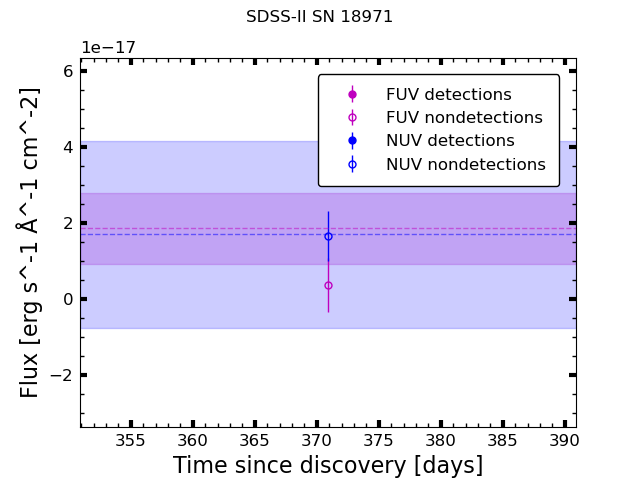 SDSS-II SN 18971
1e−17
6
4
2
0
−2
Flux [erg s^-1 Å^-1 cm^-2]
FUV detections
FUV nondetections
NUV detections
NUV nondetections
355 360 365 370 375 380 385 390
Time since discovery [days]